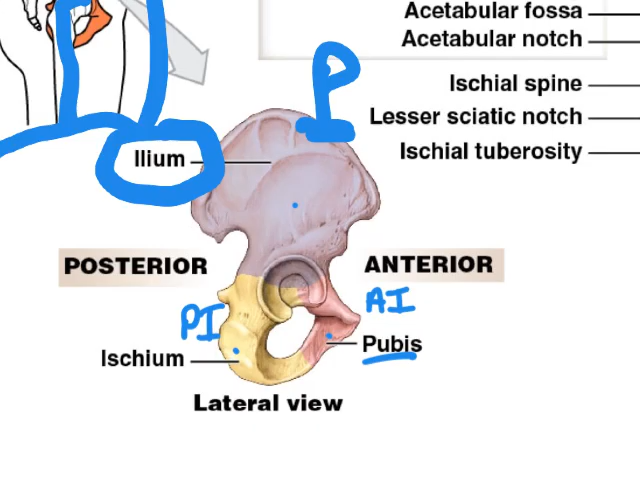 Acetabular fossa
Acetabular notch
P
Ischial spine
Lesser sciatic notch
Ischial tuberosity
Ilium
POSTERIOR
ANTERIOR
PI
AI
Pubis
Ischium
Lateral view